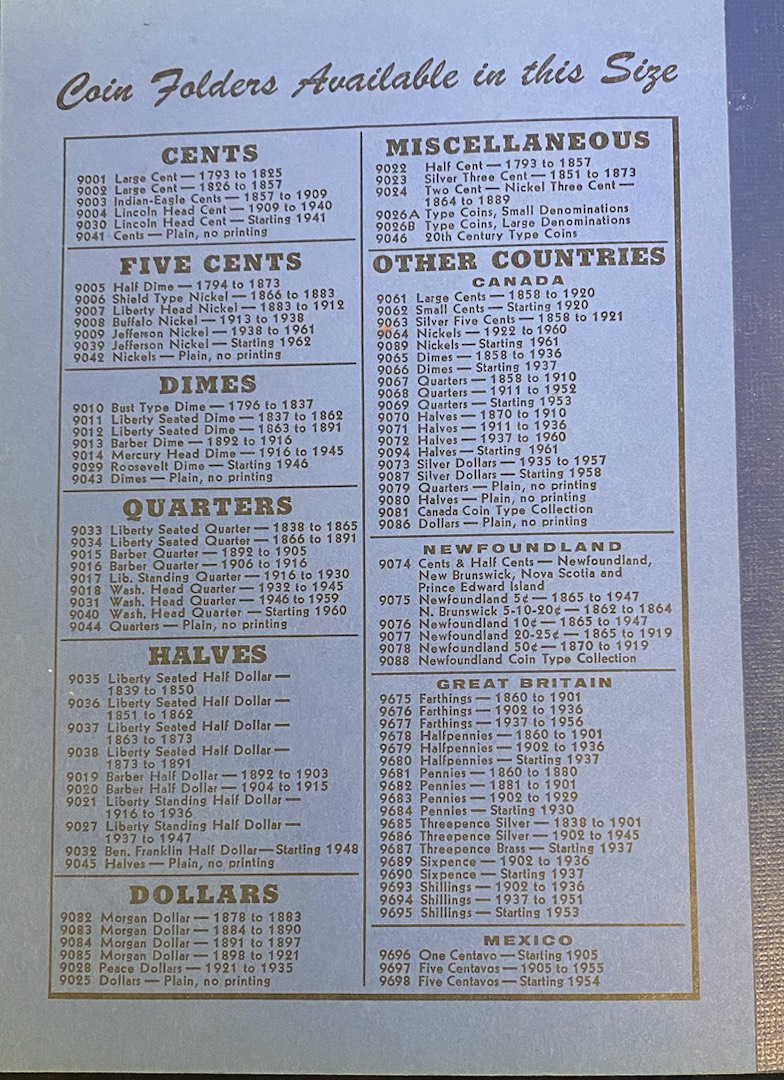 Coin Folders Available in this Size
CENTS
9001 Large Cent — 1793 to 1825
9002 Large Cent — 1826 to 1857
9003 Indian-Eagle Cents — 1857 to 1909
9004 Lincoln Head Cent — 1909 to 1940
9030 Lincoln Head Cent — Starting 1941
9041 Cents — Plain, no printing
FIVE CENTS
9005 Half Dime — 1794 to 1873
9006 Shield Type Nickel — 1866 to 1883
9007 Liberty Head Nickel — 1883 to 1912
9008 Buffalo Nickel — 1913 to 1938
9009 Jefferson Nickel — 1938 to 1961
9039 Jefferson Nickel — Starting 1962
9042 Nickels — Plain, no printing
DIMES
9010 Bust Type Dime — 1796 to 1837
9011 Liberty Seated Dime — 1837 to 1862
9012 Liberty Seated Dime — 1863 to 1891
9013 Barber Dime — 1892 to 1916
9014 Mercury Head Dime — 1916 to 1945
9029 Roosevelt Dime — Starting 1946
9043 Dimes — Plain, no printing
QUARTERS
9033 Liberty Seated Quarter — 1838 to 1865
9034 Liberty Seated Quarter — 1866 to 1891
9015 Barber Quarter — 1892 to 1905
9016 Barber Quarter — 1906 to 1916
9017 Lib. Standing Quarter — 1916 to 1930
9018 Wash. Head Quarter — 1932 to 1945
9031 Wash. Head Quarter — 1946 to 1959
9040 Wash. Head Quarter — Starting 1960
9044 Quarters — Plain, no printing
HALVES
9035 Liberty Seated Half Dollar —
1839 to 1850
9036 Liberty Seated Half Dollar —
1851 to 1862
9037 Liberty Seated Half Dollar —
1863 to 1873
9038 Liberty Seated Half Dollar —
1873 to 1891
9019 Barber Half Dollar — 1892 to 1903
9020 Barber Half Dollar — 1904 to 1915
9021 Liberty Standing Half Dollar —
1916 to 1936
9027 Liberty Standing Half Dollar —
1937 to 1947
9032 Ben. Franklin Half Dollar — Starting 1948
9045 Halves — Plain, no printing
DOLLARS
9082 Morgan Dollar — 1878 to 1883
9083 Morgan Dollar — 1884 to 1890
9084 Morgan Dollar — 1891 to 1897
9085 Morgan Dollar — 1898 to 1921
9028 Peace Dollars — 1921 to 1935
9025 Dollars — Plain, no printing
MISCELLANEOUS
9022 Half Cent — 1793 to 1857
9023 Silver Three Cent — 1851 to 1873
9024 Two Cent — Nickel Three Cent —
1864 to 1889
9026A Type Coins, Small Denominations
9026B Type Coins, Large Denominations
9046 20th Century Type Coins
OTHER COUNTRIES
CANADA
9061 Large Cents — 1858 to 1920
9062 Small Cents — Starting 1920
9063 Silver Five Cents — 1858 to 1921
9064 Nickels — 1922 to 1960
9089 Nickels — Starting 1961
9065 Dimes — 1858 to 1936
9066 Dimes — Starting 1937
9067 Quarters — 1858 to 1910
9068 Quarters — 1911 to 1952
9069 Quarters — Starting 1953
9070 Halves — 1870 to 1910
9071 Halves — 1911 to 1936
9072 Halves — 1937 to 1960
9094 Halves — Starting 1961
9073 Silver Dollars — 1935 to 1957
9087 Silver Dollars — Starting 1958
9079 Quarters — Plain, no printing
9080 Halves — Plain, no printing
9081 Canada Coin Type Collection
9086 Dollars — Plain, no printing
NEWFOUNDLAND
9074 Cents & Half Cents — Newfoundland,
New Brunswick, Nova Scotia and
Prince Edward Island
9075 Newfoundland 5¢ — 1865 to 1947
N. Brunswick 5-10-20¢ — 1862 to 1864
9076 Newfoundland 10¢ — 1865 to 1947
9077 Newfoundland 20-25¢ — 1865 to 1919
9078 Newfoundland 50¢ — 1870 to 1919
9088 Newfoundland Coin Type Collection
GREAT BRITAIN
9675 Farthings — 1860 to 1901
9676 Farthings — 1902 to 1936
9677 Farthings — 1937 to 1956
9678 Halfpennies — 1860 to 1901
9679 Halfpennies — 1902 to 1936
9680 Halfpennies — Starting 1937
9681 Pennies — 1860 to 1880
9682 Pennies — 1881 to 1901
9683 Pennies — 1902 to 1929
9684 Pennies — Starting 1930
9685 Threepence Silver — 1838 to 1901
9686 Threepence Silver — 1902 to 1945
9687 Threepence Brass — Starting 1937
9689 Sixpence — 1902 to 1936
9690 Sixpence — Starting 1937
9693 Shillings — 1902 to 1936
9694 Shillings — 1937 to 1951
9695 Shillings — Starting 1953
MEXICO
9696 One Centavo — Starting 1905
9697 Five Centavos — 1905 to 1955
9698 Five Centavos — Starting 1954